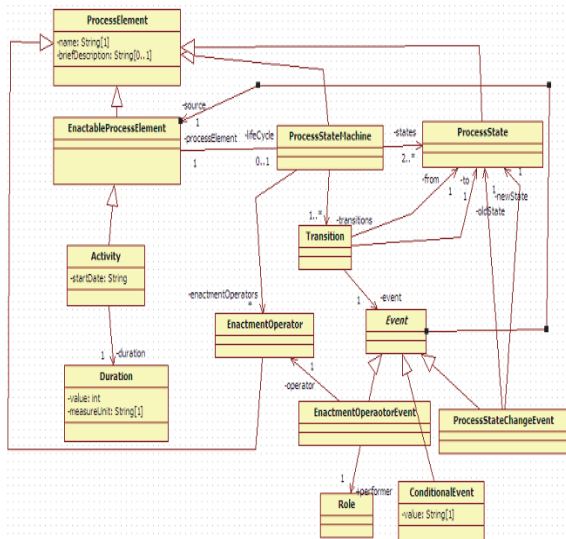 ProcessElement
-name: String[1]
-briefDescription: String[0..1]
-source
1
EnactableProcessElement
-processElement
1
-lifeCycle
0..1
ProcessStateMachine
-states
2..*
ProcessState
-from
1
-to
1
1
-oldState
1
-newState
1..*
-transitions
Transition
Activity
-startDate: String
-enactmentOperators
*
EnactmentOperator
1
-event
Event
1
-duration
Duration
-value: int
-measureUnit: String[1]
1
-operator
EnactmentOperaotorEvent
ProcessStateChangeEvent
1
+performer
Role
ConditionalEvent
-value: String[1]